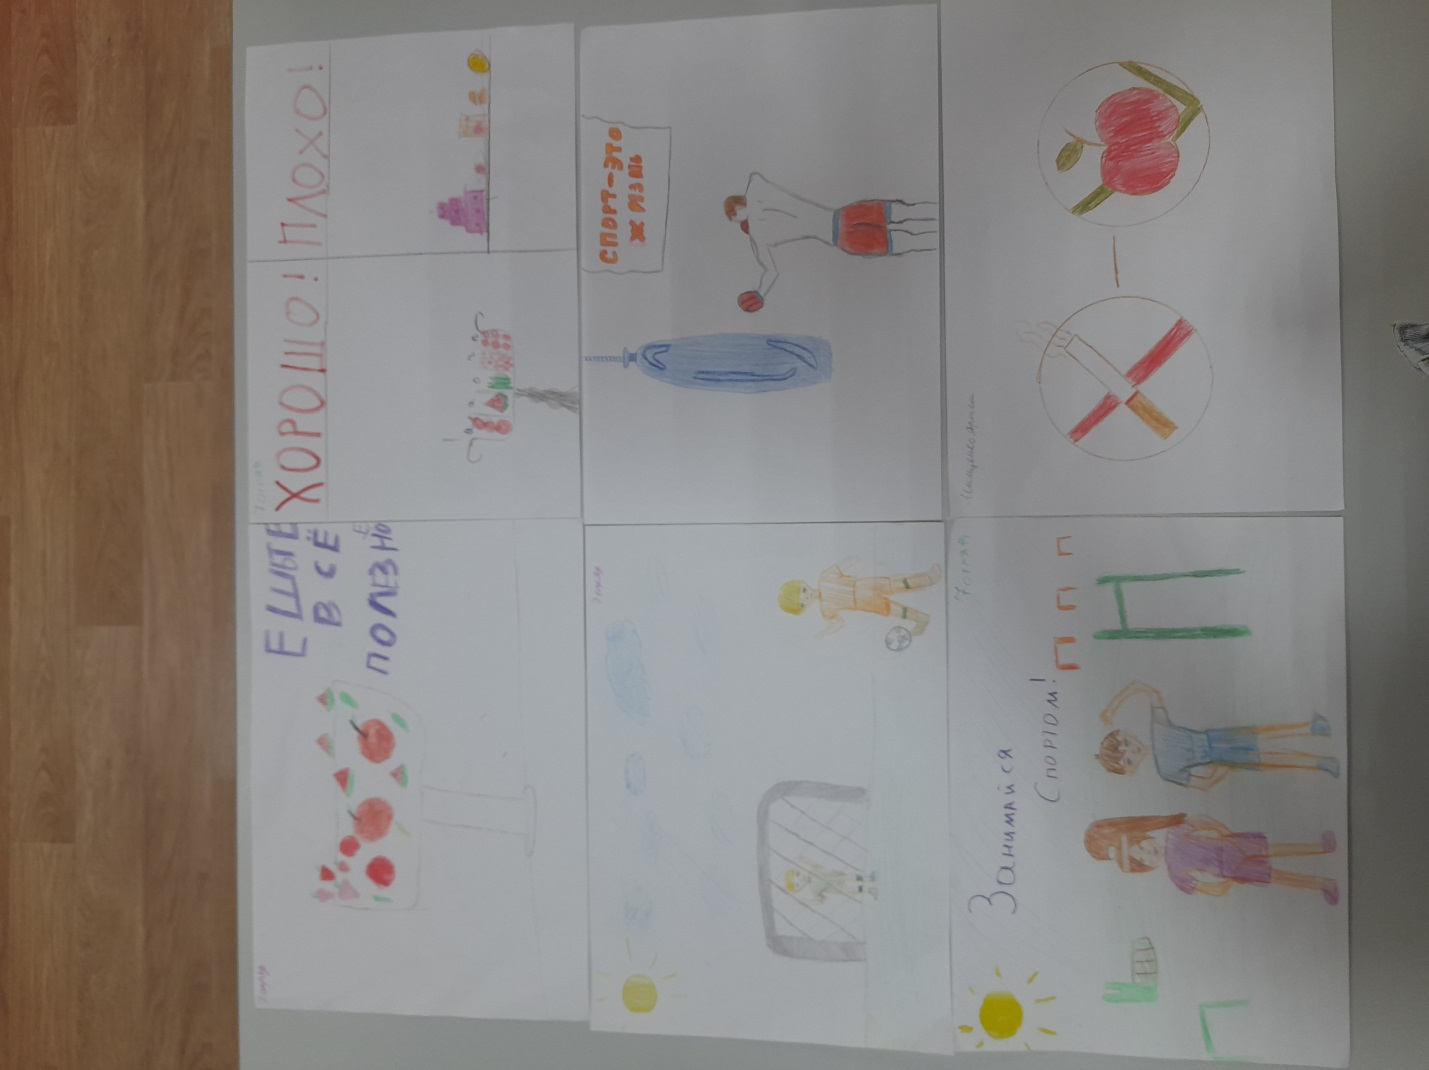 ЕШЬТЕ
ВСЁ
ПОЛЕЗНОЕ
ХОРОШО! ПЛОХО!
СПОРТ-ЭТО
ЖИЗНЬ
Занимайся
Спортом!